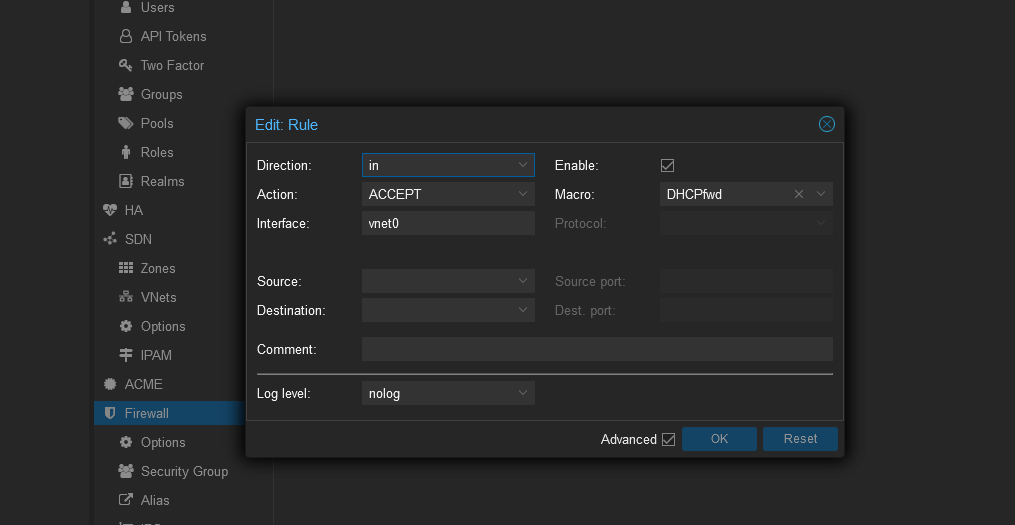 Users
API Tokens
Two Factor
Groups
Pools
Roles
Realms
HA
SDN
Zones
VNets
Options
IPAM
ACME
Firewall
Options
Security Group
Alias
Edit: Rule
Direction: in Enable:
Action: ACCEPT Macro: DHCPfwd
Interface: vnet0 Protocol:
Source: Source port:
Destination: Dest. port:
Comment:
Log level: nolog
Advanced OK Reset